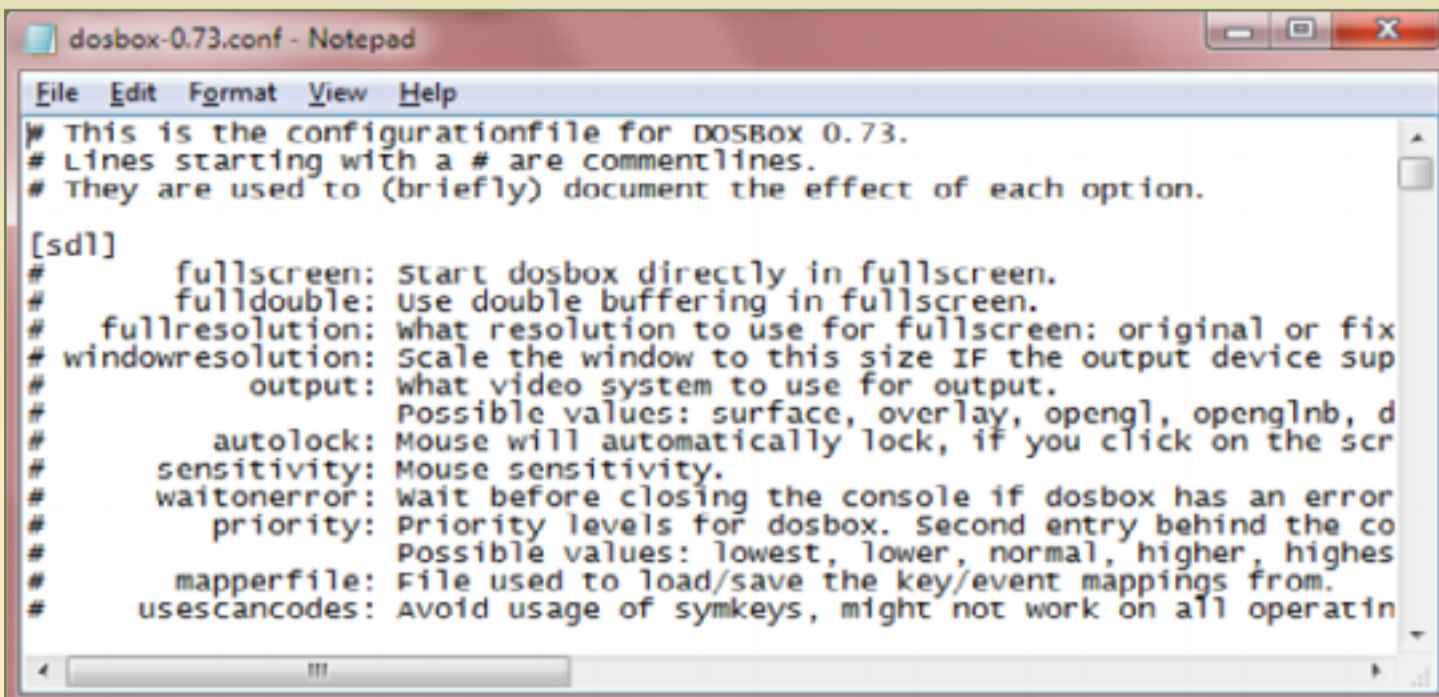 dosbox-0.73.conf - Notepad
File Edit Format View Help
# This is the configurationfile for DOSBox 0.73.
# Lines starting with a # are commentlines.
# They are used to (briefly) document the effect of each option.
[sdl]
# fullscreen: Start dosbox directly in fullscreen.
# fulldouble: Use double buffering in fullscreen.
# fullresolution: What resolution to use for fullscreen: original or fix
# windowresolution: Scale the window to this size IF the output device sup
# output: What video system to use for output.
# Possible values: surface, overlay, opengl, openglnb, d
# autolock: Mouse will automatically lock, if you click on the scr
# sensitivity: Mouse sensitivity.
# waitonerror: Wait before closing the console if dosbox has an error
# priority: Priority levels for dosbox. Second entry behind the co
# Possible values: lowest, lower, normal, higher, highes
# mapperfile: File used to load/save the key/event mappings from.
# usescancodes: Avoid usage of symkeys, might not work on all operatin